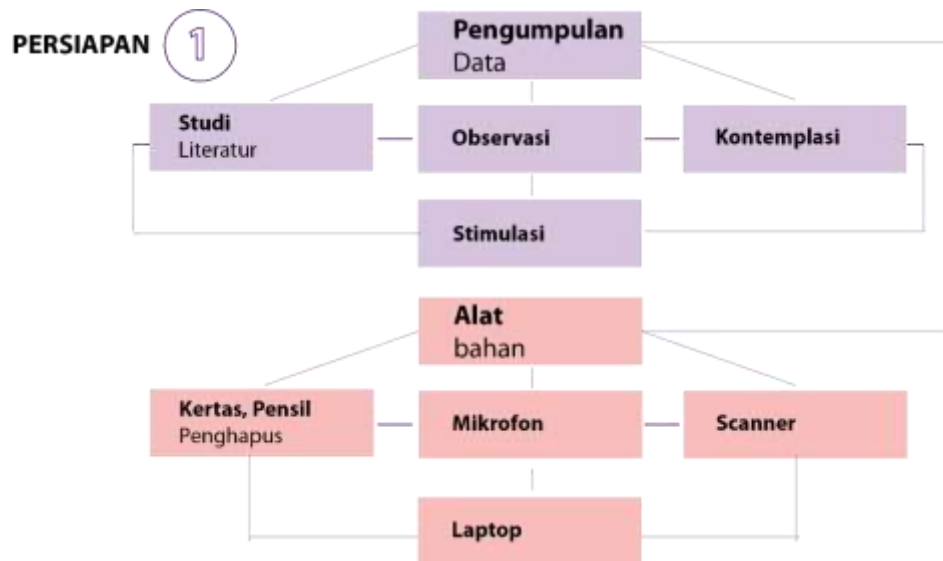 PERSIAPAN 1
Pengumpulan
Data
Studi
Literatur
Observasi
Kontemplasi
Stimulasi
Alat
bahan
Kertas, Pensil
Penghapus
Mikrofon
Scanner
Laptop